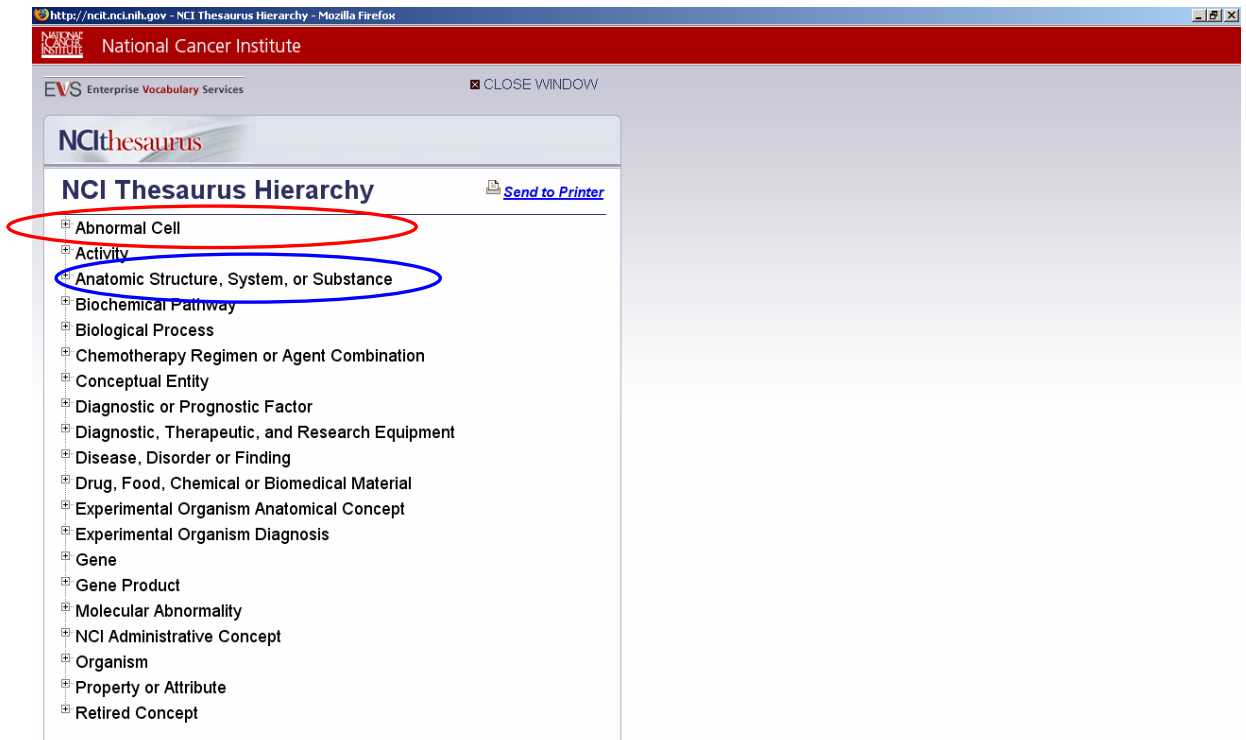 http://ncit.nci.nih.gov - NCI Thesaurus Hierarchy - Mozilla Firefox
NATIONAL CANCER INSTITUTE National Cancer Institute
EVS Enterprise Vocabulary Services CLOSE WINDOW
NCIthesaurus
NCI Thesaurus Hierarchy Send to Printer
Abnormal Cell
Activity
Anatomic Structure, System, or Substance
Biochemical Pathway
Biological Process
Chemotherapy Regimen or Agent Combination
Conceptual Entity
Diagnostic or Prognostic Factor
Diagnostic, Therapeutic, and Research Equipment
Disease, Disorder or Finding
Drug, Food, Chemical or Biomedical Material
Experimental Organism Anatomical Concept
Experimental Organism Diagnosis
Gene
Gene Product
Molecular Abnormality
NCI Administrative Concept
Organism
Property or Attribute
Retired Concept